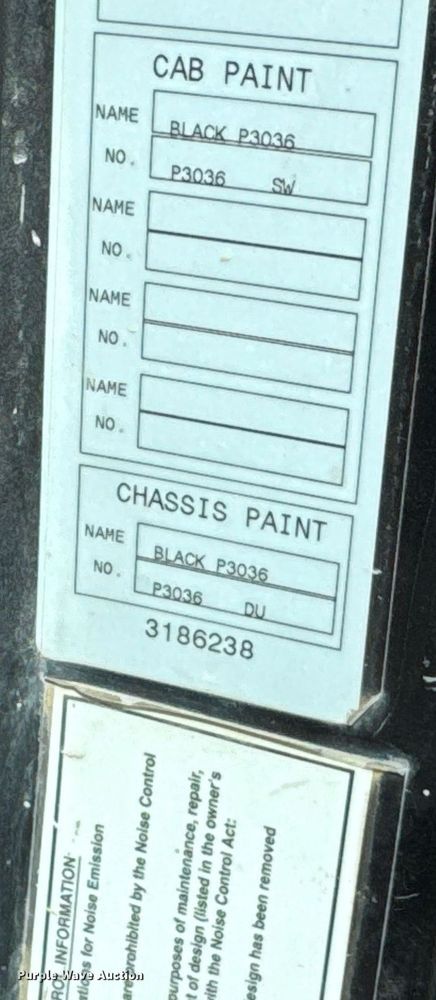 CAB PAINT
NAME BLACK P3036
NO. P3036 SW
NAME
NO.
NAME
NO.
NAME
NO.
CHASSIS PAINT
NAME BLACK P3036
NO. P3036 DU
3186238
INFORMATION
for Noise Emission
prohibited by the Noise Control
purposes of maintenance, repair,
of design (listed in the owner's
with the Noise Control Act:
design has been removed
Purple Wave Auction